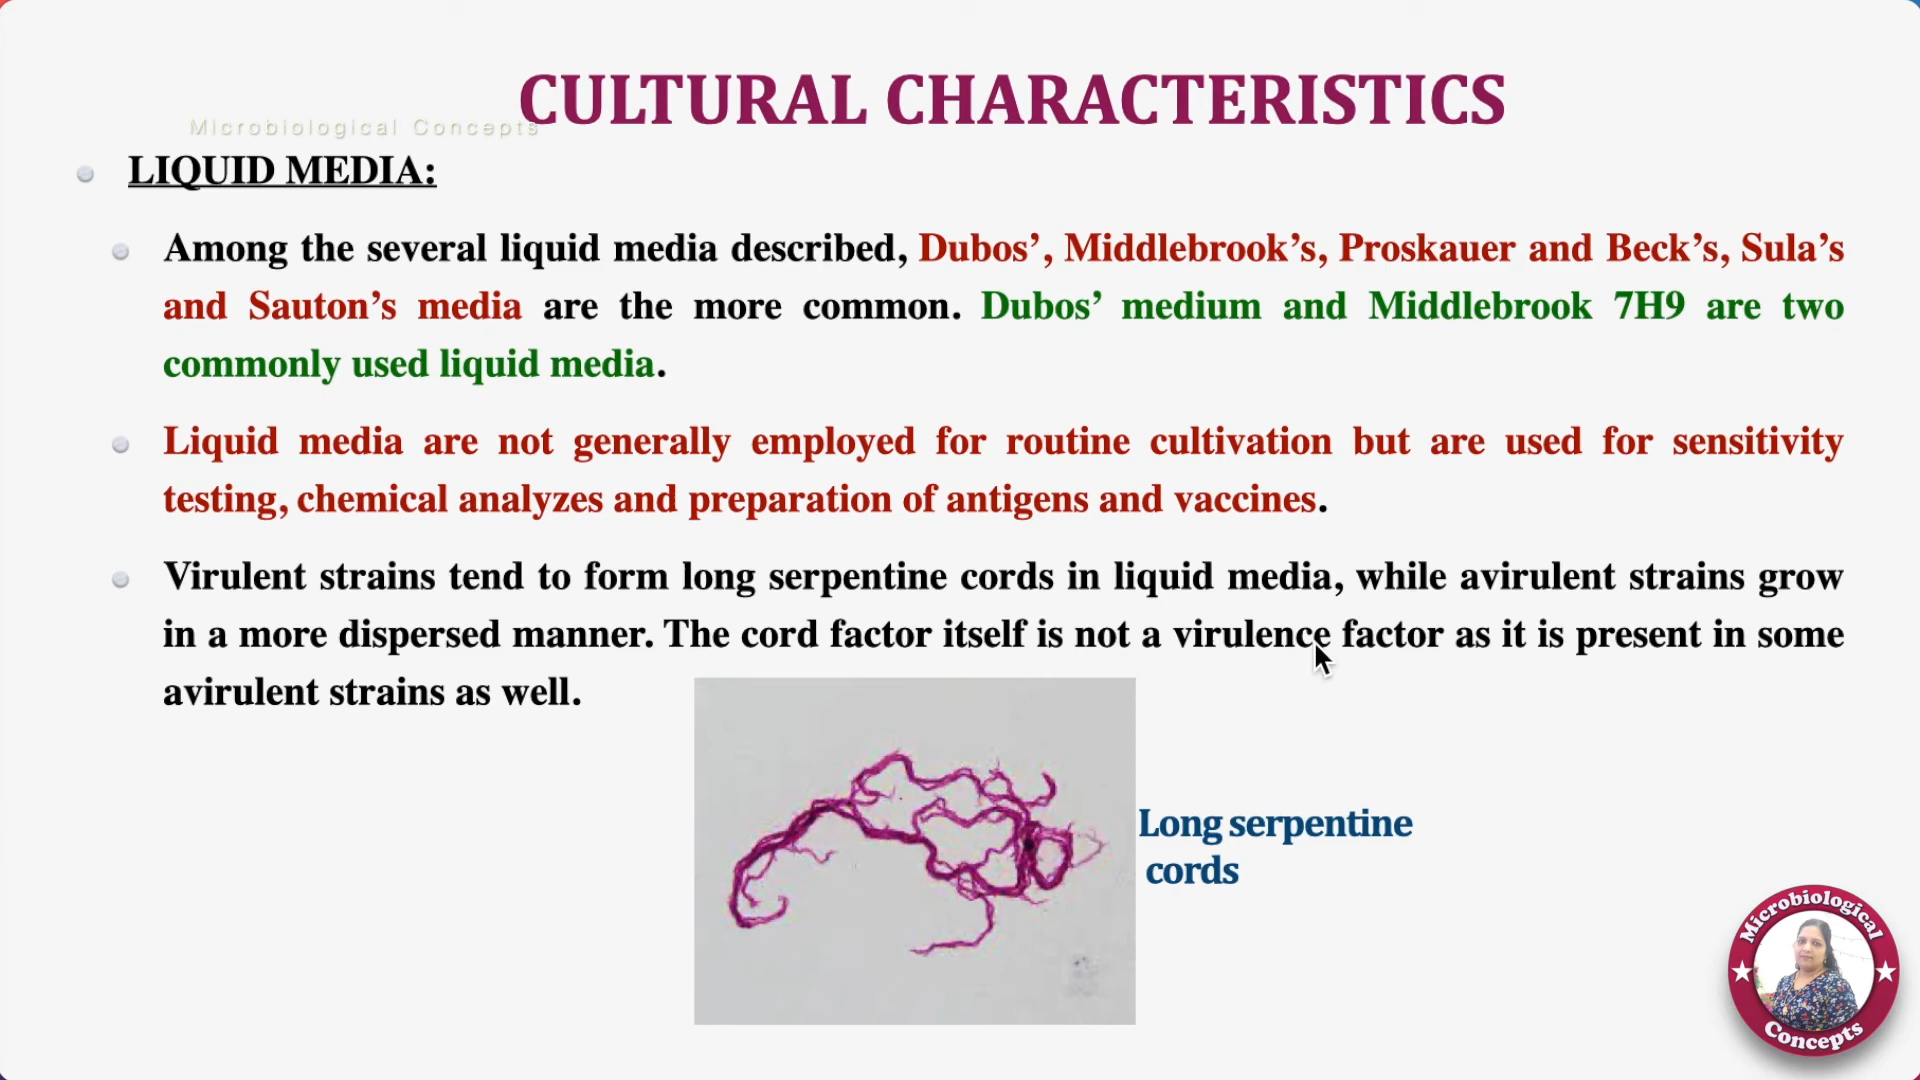 CULTURAL CHARACTERISTICS
Microbiological Concepts
LIQUID MEDIA:
Among the several liquid media described, Dubos’, Middlebrook’s, Proskauer and Beck’s, Sula’s
and Sauton’s media are the more common. Dubos’ medium and Middlebrook 7H9 are two
commonly used liquid media.
Liquid media are not generally employed for routine cultivation but are used for sensitivity
testing, chemical analyzes and preparation of antigens and vaccines.
Virulent strains tend to form long serpentine cords in liquid media, while avirulent strains grow
in a more dispersed manner. The cord factor itself is not a virulence factor as it is present in some
avirulent strains as well.
Long serpentine
cords
Microbiological
Concepts